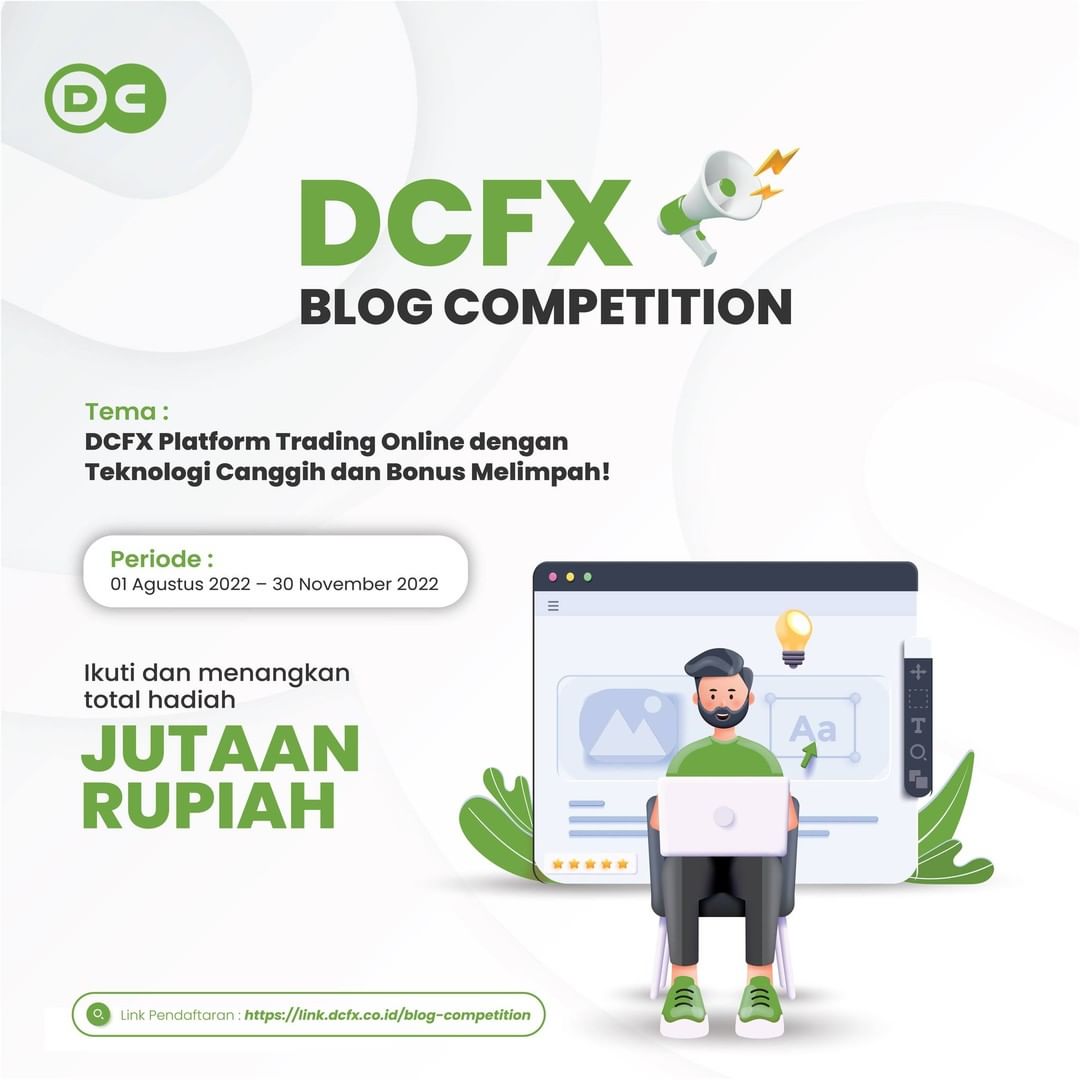 DC
DCFX
BLOG COMPETITION
Tema :
DCFX Platform Trading Online dengan
Teknologi Canggih dan Bonus Melimpah!
Periode :
01 Agustus 2022 – 30 November 2022
Ikuti dan menangkan
total hadiah
JUTAAN
RUPIAH
Aa
T
Link Pendaftaran : https://link.dcfx.co.id/blog-competition